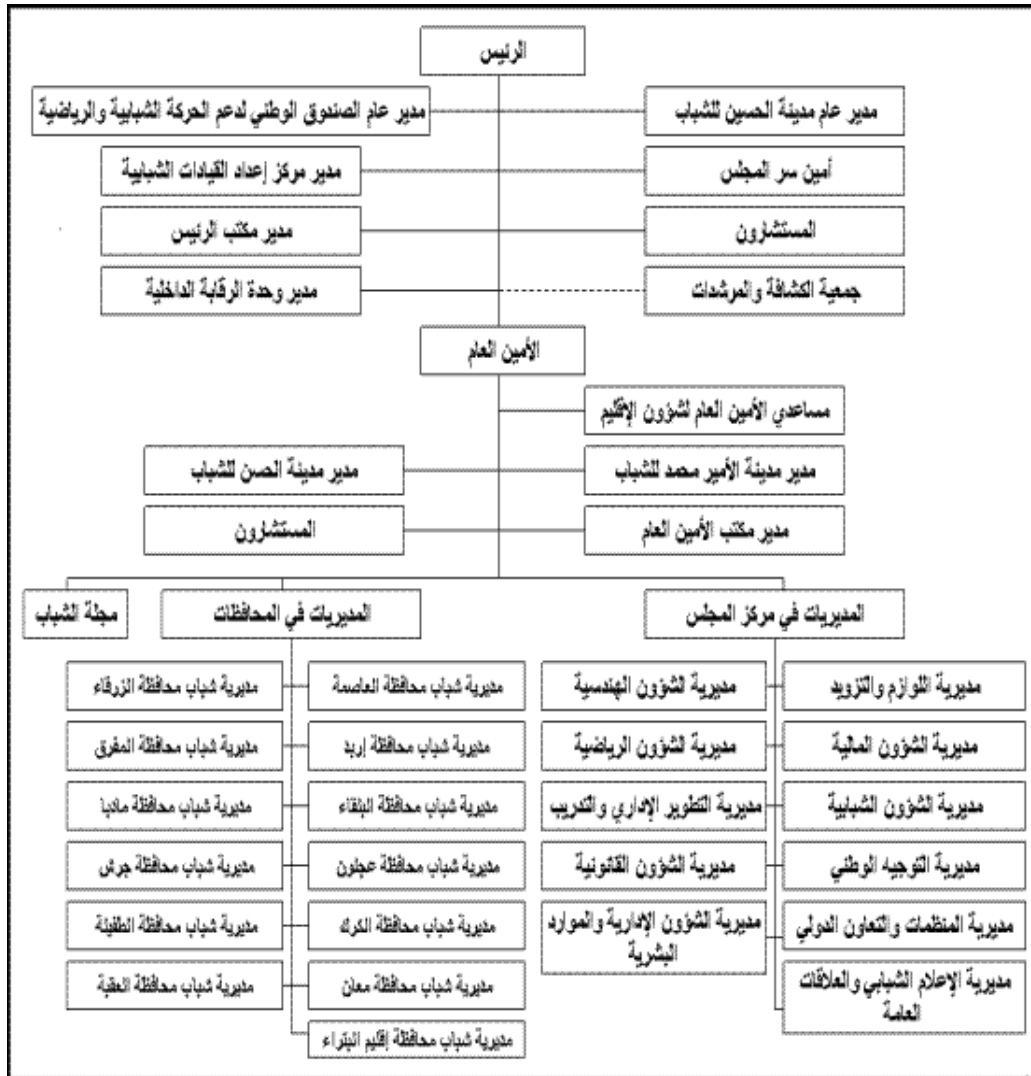 الرئيس
مدير عام مدينة الحسين للشباب
مدير عام الصندوق الوطني لدعم الحركة الشبابية والرياضية
أمين سر المجلس
مدير مركز إعداد القيادات الشبابية
المستشارون
مدير مكتب الرئيس
جمعية الكشافة والمرشدات
مدير وحدة الرقابة الداخلية
الأمين العام
مساعدي الأمين العام لشؤون الإقليم
مدير مدينة الأمير محمد للشباب
مدير مدينة الحسن للشباب
مدير مكتب الأمين العام
المستشارون
المديريات في مركز المجلس
المديريات في المحافظات
مجلة الشباب
مديرية اللوازم والتزويد
مديرية الشؤون الهندسية
مديرية الشؤون المالية
مديرية الشؤون الرياضية
مديرية الشؤون الشبابية
مديرية التطوير الإداري والتدريب
مديرية التوجيه الوطني
مديرية الشؤون القانونية
مديرية المنظمات والتعاون الدولي
مديرية الشؤون الإدارية والموارد
البشرية
مديرية الإعلام الشبابي والعلاقات
العامة
مديرية شباب محافظة العاصمة
مديرية شباب محافظة الزرقاء
مديرية شباب محافظة إربد
مديرية شباب محافظة المفرق
مديرية شباب محافظة البلقاء
مديرية شباب محافظة مادبا
مديرية شباب محافظة عجلون
مديرية شباب محافظة جرش
مديرية شباب محافظة الكرك
مديرية شباب محافظة الطفيلة
مديرية شباب محافظة معان
مديرية شباب محافظة العقبة
مديرية شباب محافظة إقليم البتراء